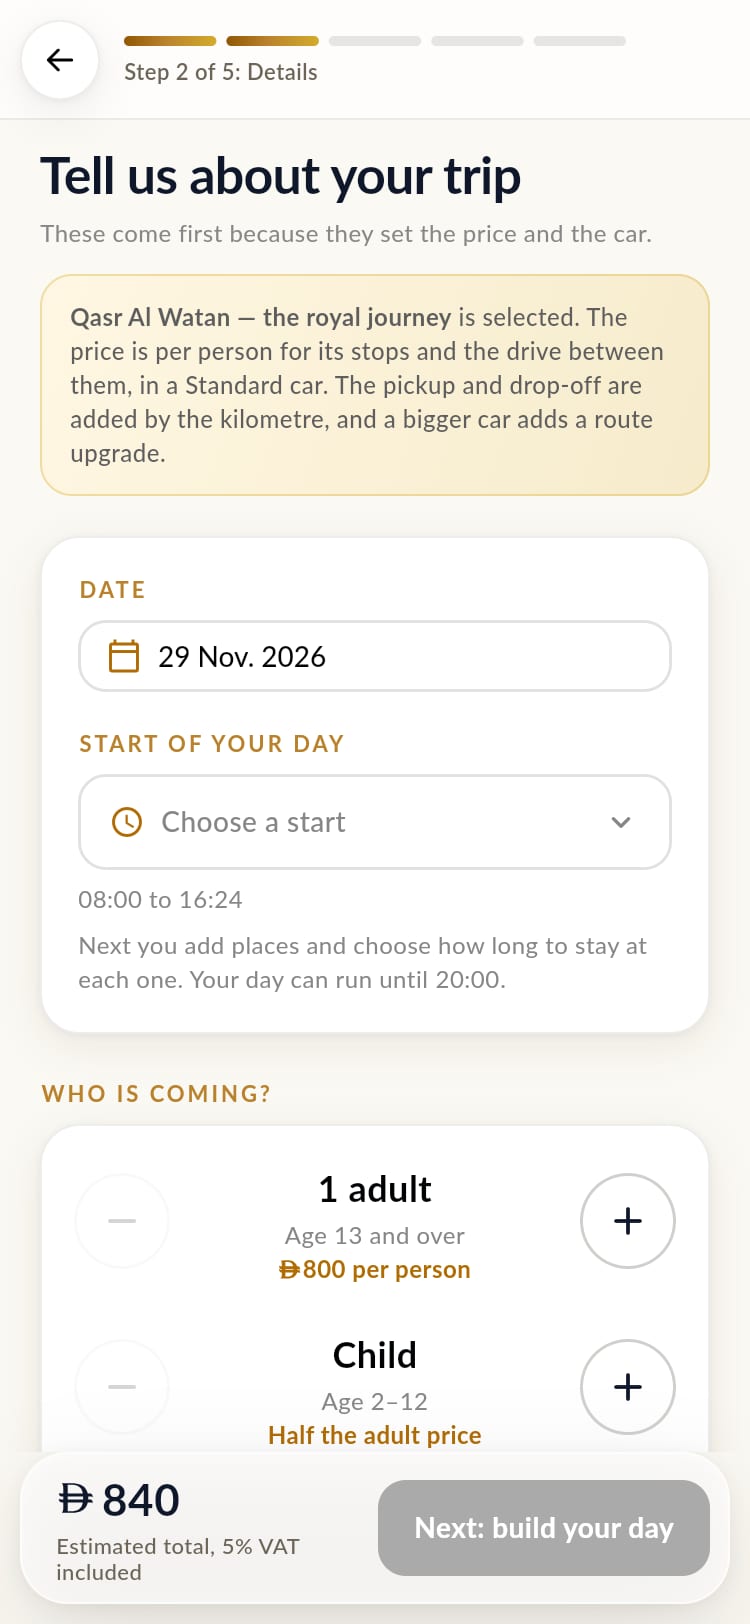 Step 2 of 5: Details
Tell us about your trip
These come first because they set the price and the car.
Qasr Al Watan — the royal journey is selected. The
price is per person for its stops and the drive between
them, in a Standard car. The pickup and drop-off are
added by the kilometre, and a bigger car adds a route
upgrade.
DATE
29 Nov. 2026
START OF YOUR DAY
Choose a start
08:00 to 16:24
Next you add places and choose how long to stay at
each one. Your day can run until 20:00.
WHO IS COMING?
1 adult
Age 13 and over
800 per person
Child
Age 2–12
Half the adult price
840
Estimated total, 5% VAT
included
Next: build your day